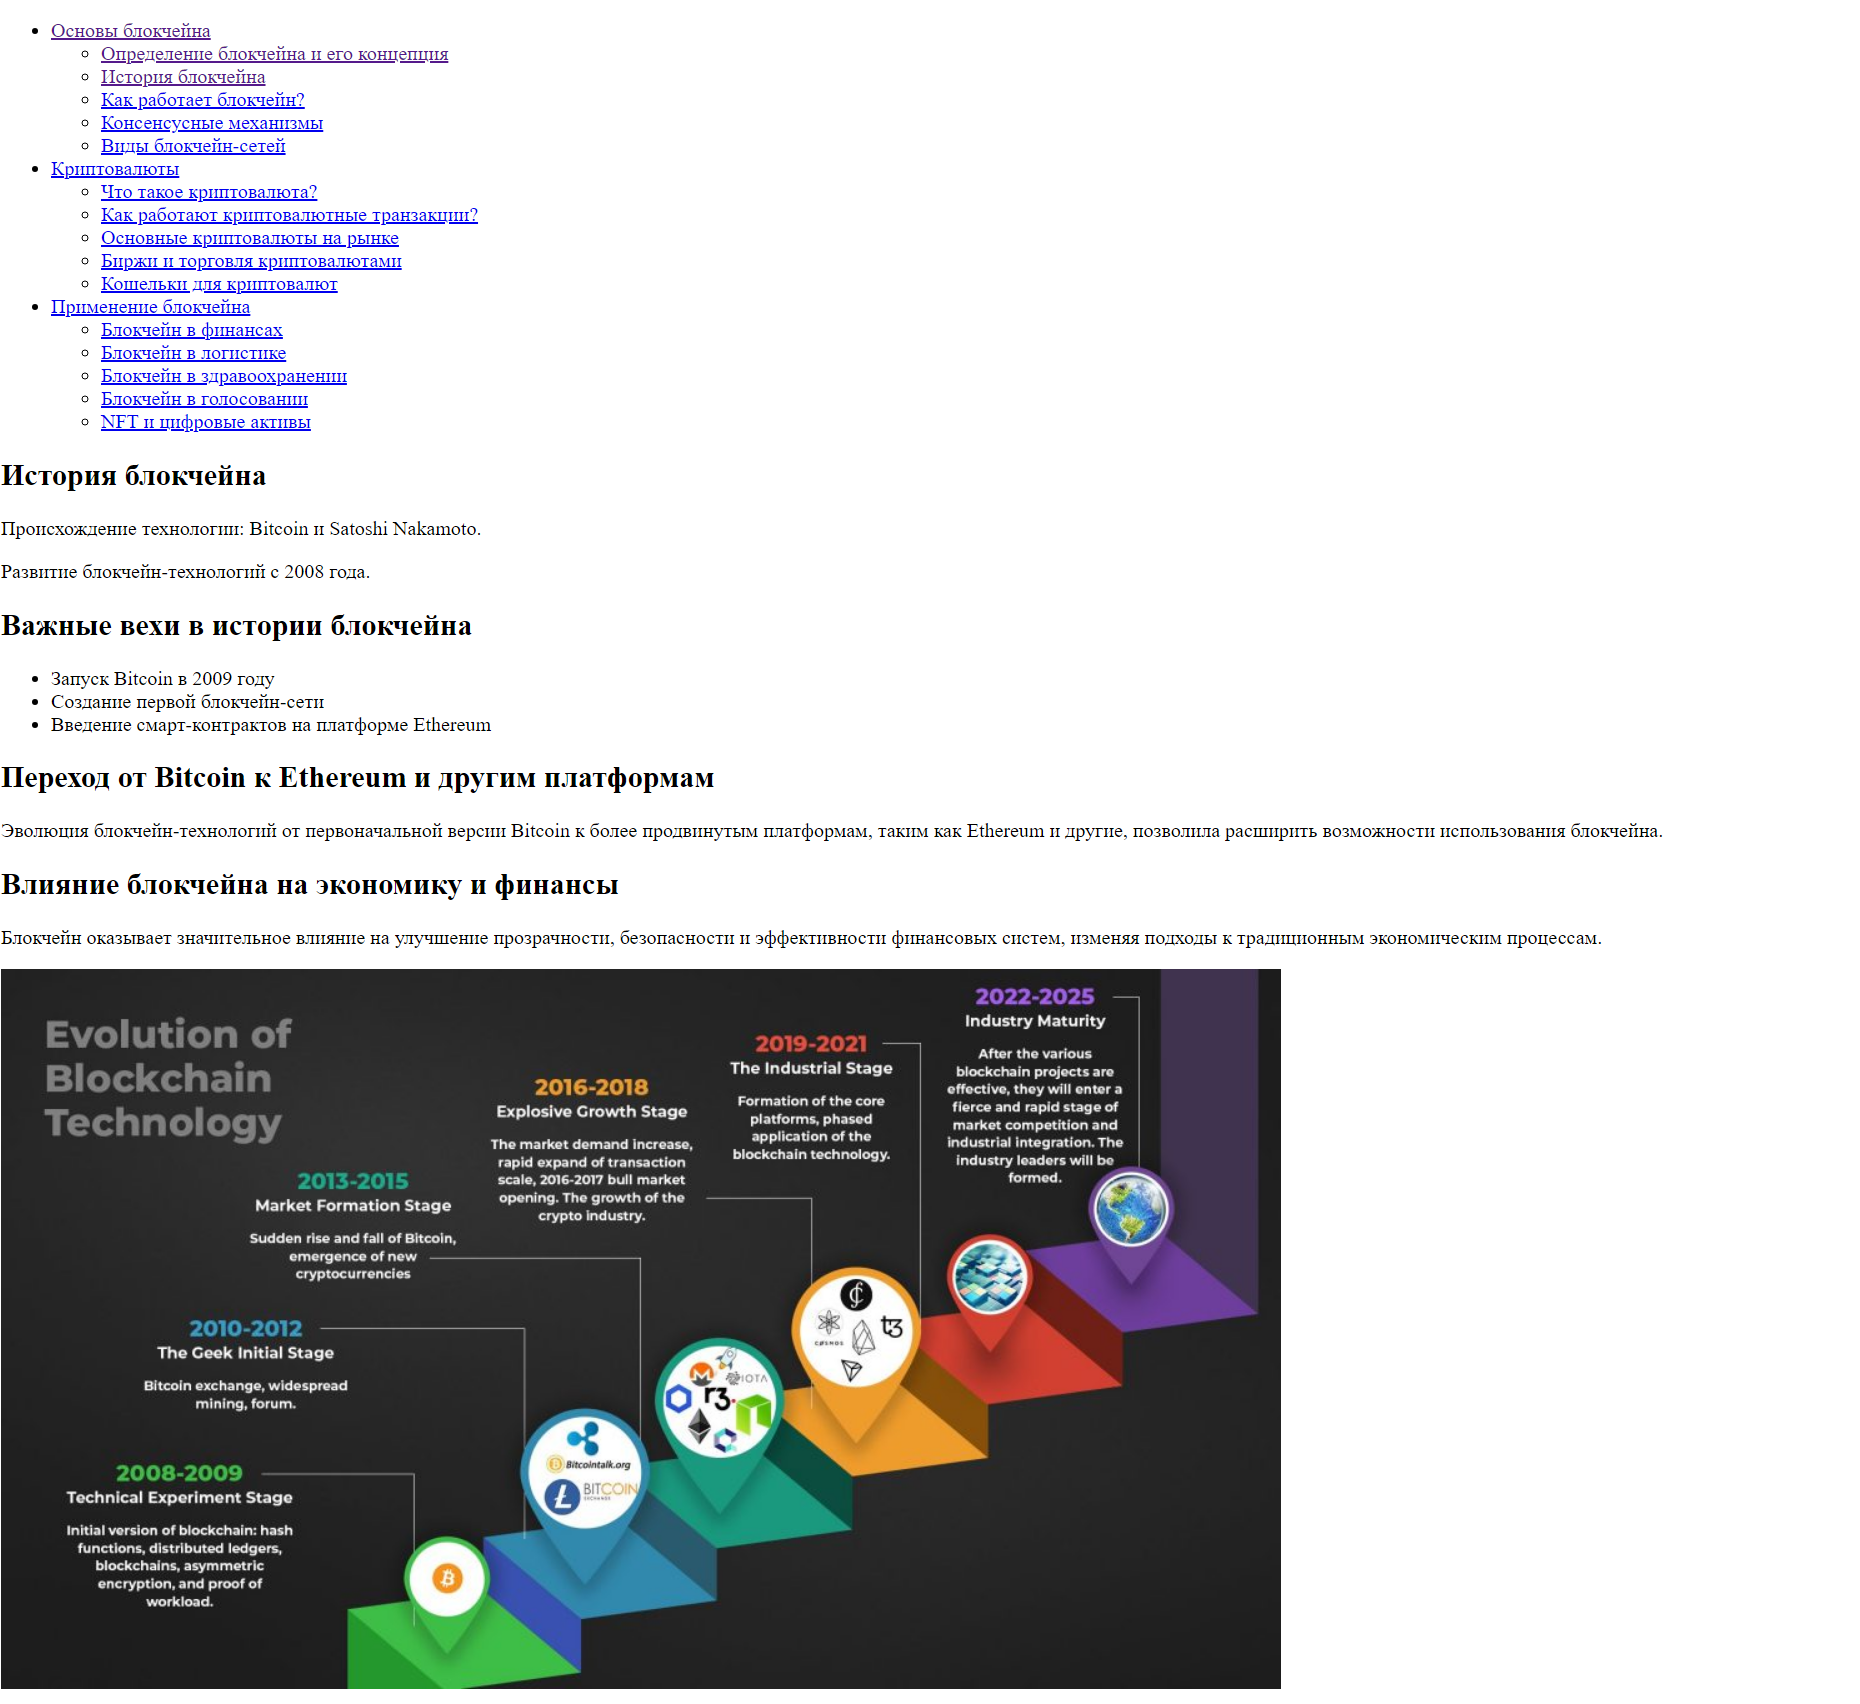 Основы блокчейна
Определение блокчейна и его концепция
История блокчейна
Как работает блокчейн?
Консенсусные механизмы
Виды блокчейн-сетей
Криптовалюты
Что такое криптовалюта?
Как работают криптовалютные транзакции?
Основные криптовалюты на рынке
Биржи и торговля криптовалютами
Кошельки для криптовалют
Применение блокчейна
Блокчейн в финансах
Блокчейн в логистике
Блокчейн в здравоохранении
Блокчейн в голосовании
NFT и цифровые активы
История блокчейна
Происхождение технологии: Bitcoin и Satoshi Nakamoto.
Развитие блокчейн-технологий с 2008 года.
Важные вехи в истории блокчейна
Запуск Bitcoin в 2009 году
Создание первой блокчейн-сети
Введение смарт-контрактов на платформе Ethereum
Переход от Bitcoin к Ethereum и другим платформам
Эволюция блокчейн-технологий от первоначальной версии Bitcoin к более продвинутым платформам, таким как Ethereum и другие, позволила расширить возможности использования блокчейна.
Влияние блокчейна на экономику и финансы
Блокчейн оказывает значительное влияние на улучшение прозрачности, безопасности и эффективности финансовых систем, изменяя подходы к традиционным экономическим процессам.
Evolution of
Blockchain
Technology
2022-2025
Industry Maturity
After the various
blockchain projects are
effective, they will enter a
fierce and rapid stage of
market competition and
industrial integration. The
industry leaders will be
formed.
2019-2021
The Industrial Stage
Formation of the core
platforms, phased
application of the
blockchain technology.
2016-2018
Explosive Growth Stage
The market demand increase,
rapid expand of transaction
scale, 2016-2017 bull market
opening. The growth of the
crypto industry.
2013-2015
Market Formation Stage
Sudden rise and fall of Bitcoin,
emergence of new
cryptocurrencies
2010-2012
The Geek Initial Stage
Bitcoin exchange, widespread
mining, forum.
2008-2009
Technical Experiment Stage
Initial version of blockchain: hash
functions, distributed ledgers,
blockchains, asymmetric
encryption, and proof of
workload.
COSMOS
IOTA
r3.
Bitcointalk.org
BITCOIN
EXCHANGE